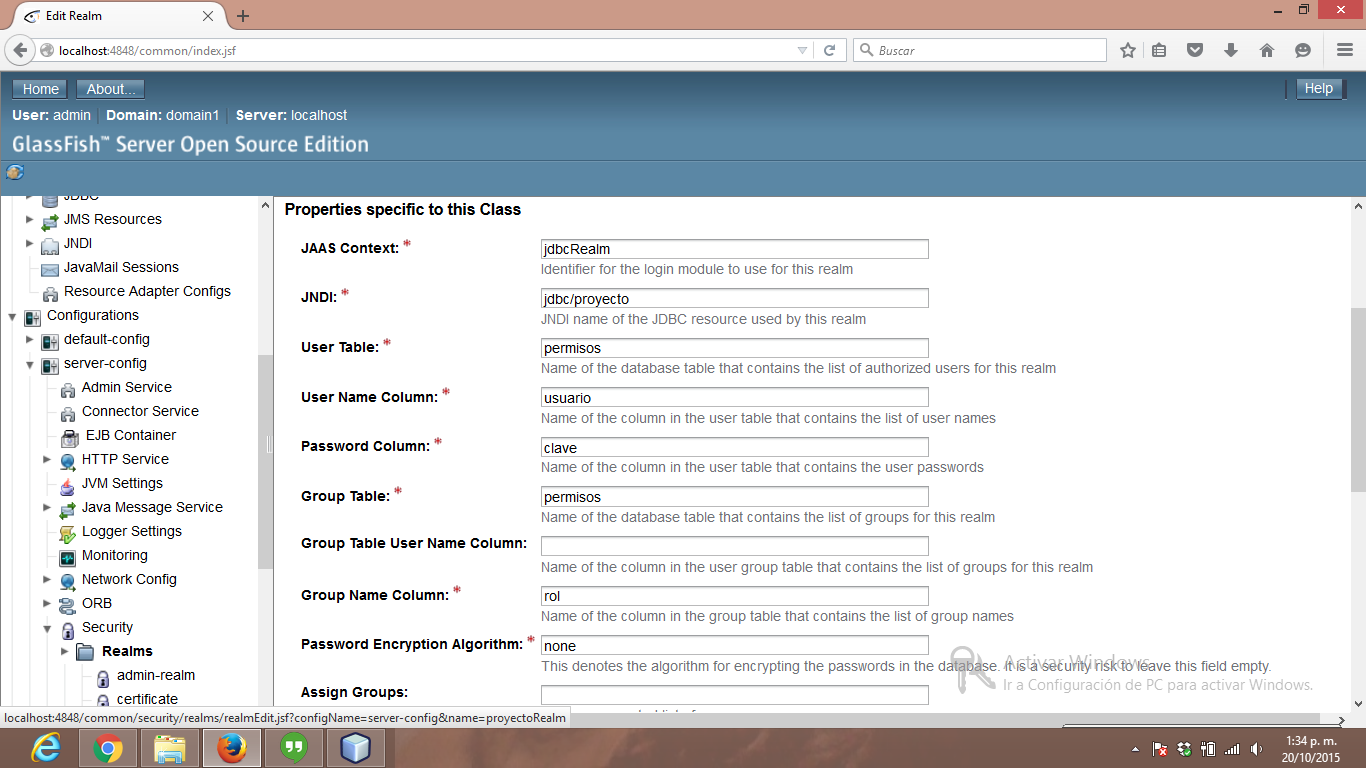 Edit Realm
localhost:4848/common/index.jsf
Buscar
Home About... Help
User: admin Domain: domain1 Server: localhost
GlassFish™ Server Open Source Edition
JDBC
JMS Resources
JNDI
JavaMail Sessions
Resource Adapter Configs
Configurations
default-config
server-config
Admin Service
Connector Service
EJB Container
HTTP Service
JVM Settings
Java Message Service
Logger Settings
Monitoring
Network Config
ORB
Security
Realms
admin-realm
certificate
Properties specific to this Class
JAAS Context: * jdbcRealm
Identifier for the login module to use for this realm
JNDI: * jdbc/proyecto
JNDI name of the JDBC resource used by this realm
User Table: * permisos
Name of the database table that contains the list of authorized users for this realm
User Name Column: * usuario
Name of the column in the user table that contains the list of user names
Password Column: * clave
Name of the column in the user table that contains the user passwords
Group Table: * permisos
Name of the database table that contains the list of groups for this realm
Group Table User Name Column:
Name of the column in the user group table that contains the list of groups for this realm
Group Name Column: * rol
Name of the column in the group table that contains the list of group names
Password Encryption Algorithm: * none
This denotes the algorithm for encrypting the passwords in the database. It is a security risk to leave this field empty.
Assign Groups:
Activar Windows
Ir a Configuración de PC para activar Windows.
localhost:4848/common/security/realms/realmEdit.jsf?configName=server-config&name=proyectoRealm
1:34 p. m.
20/10/2015